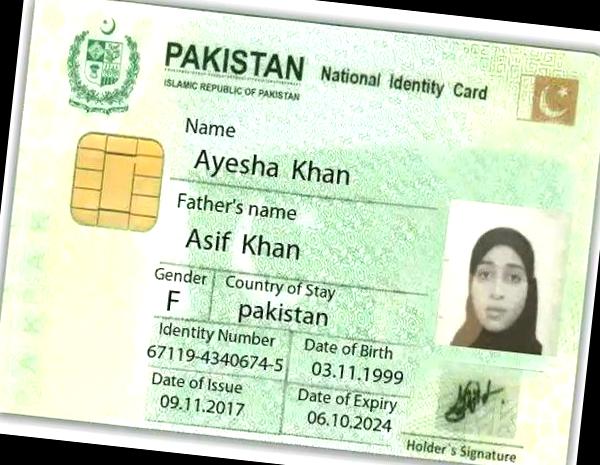 PAKISTAN National Identity Card
ISLAMIC REPUBLIC OF PAKISTAN
Name
Ayesha Khan
Father's name
Asif Khan
Gender Country of Stay
F pakistan
Identity Number Date of Birth
67119-4340674-5 03.11.1999
Date of Issue Date of Expiry
09.11.2017 06.10.2024
Holder`s Signature